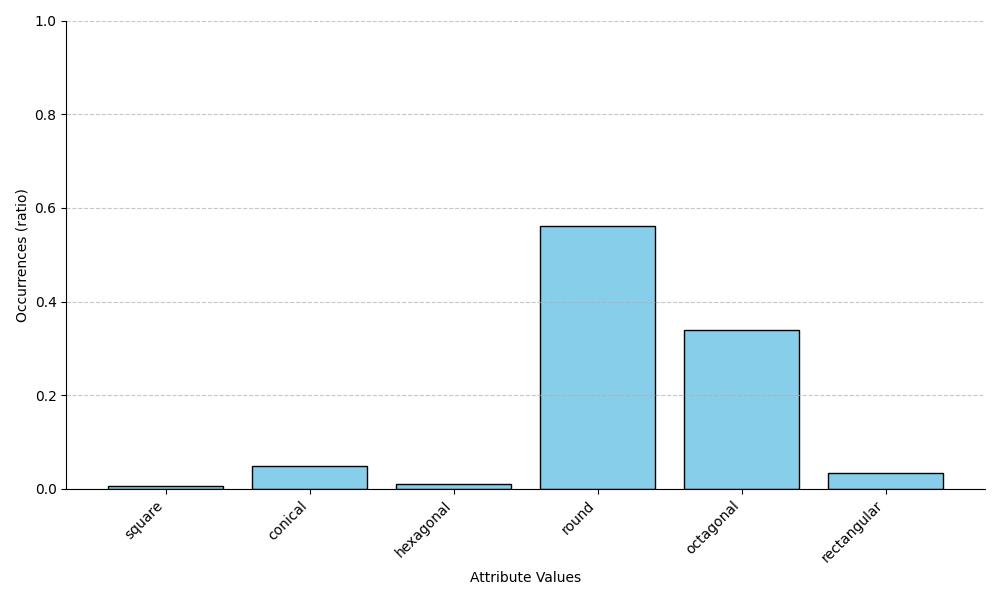 1.0
0.8
0.6
0.4
0.2
0.0
Occurrences (ratio)
square
conical
hexagonal
round
octagonal
rectangular
Attribute Values